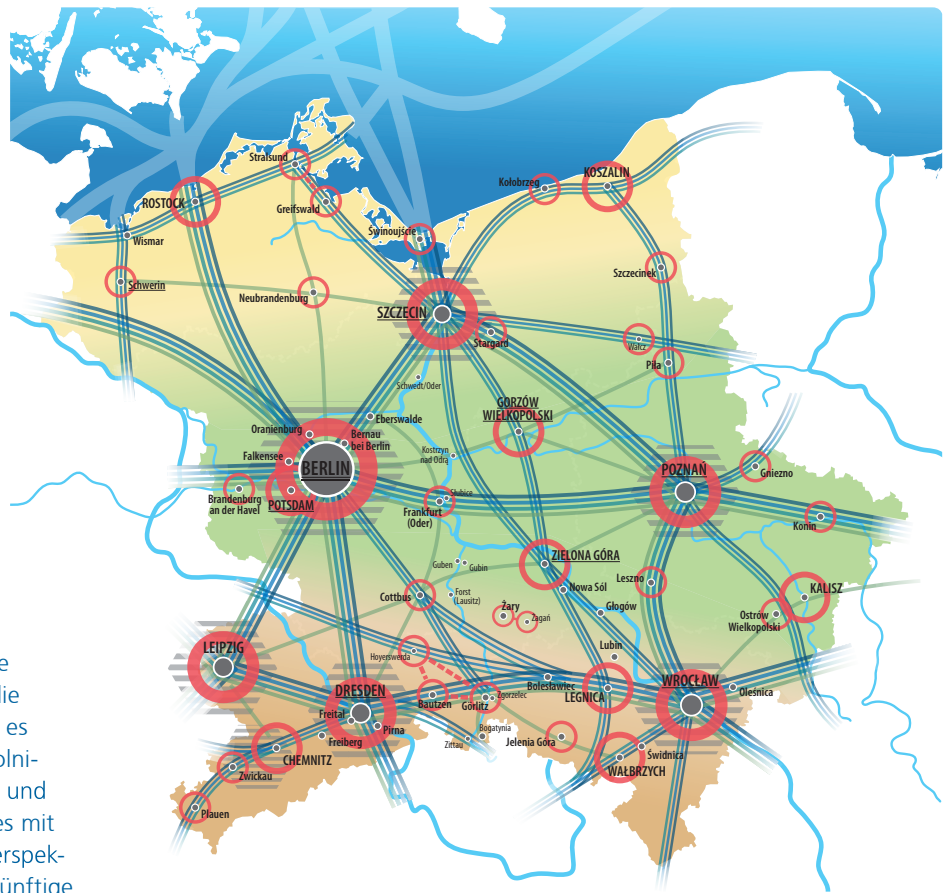 Stralsund
ROSTOCK
Greifswald
Kołobrzeg
KOSZALIN
Świnoujście
Wismar
Schwerin
Neubrandenburg
Szczecinek
SZCZECIN
Stargard
Wałcz
Piła
Schwedt/Oder
GORZÓW
WIELKOPOLSKI
Eberswalde
Oranienburg
Bernau
bei Berlin
Falkensee
BERLIN
Kostrzyn
nad Odrą
POZNAŃ
Gniezno
Brandenburg
an der Havel
POTSDAM
Słubice
Frankfurt
(Oder)
Konin
ZIELONA GÓRA
Guben
Gubin
Nowa Sól
Leszno
KALISZ
Cottbus
Forst
(Lausitz)
Żary
Żagań
Głogów
Ostrów
Wielkopolski
LEIPZIG
Hoyerswerda
Lubin
DRESDEN
Bautzen
Görlitz
Zgorzelec
Bolesławiec
LEGNICA
WROCŁAW
Oleśnica
Freital
Pirna
Freiberg
Bogatynia
Zittau
Jelenia Góra
Świdnica
WAŁBRZYCH
CHEMNITZ
Zwickau
Plauen
e
die
es
olni-
und
es mit
erspek-
ünftige